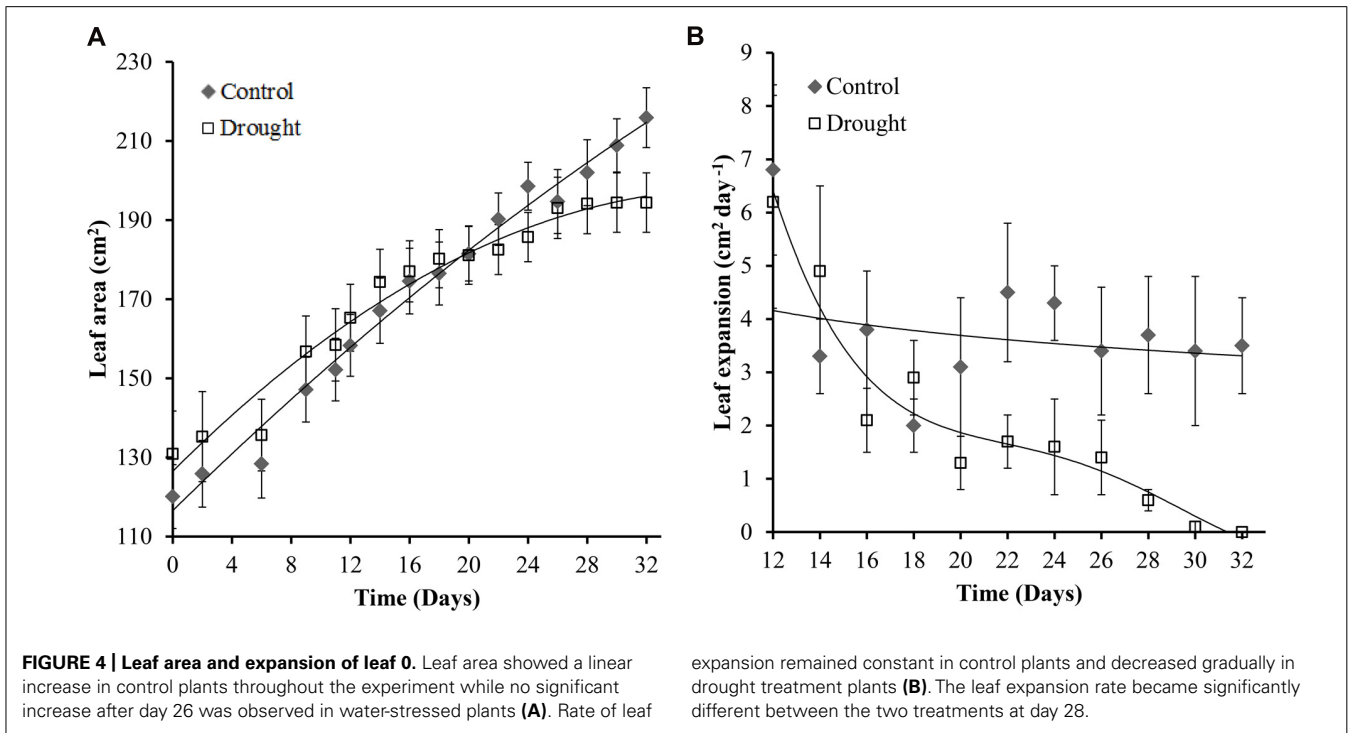 A
230
210
190
170
150
130
110
Leaf area (cm²)
Control
Drought
0 4 8 12 16 20 24 28 32
Time (Days)
B
9
8
7
6
5
4
3
2
1
0
Leaf expansion (cm² day⁻¹)
Control
Drought
12 14 16 18 20 22 24 26 28 30 32
Time (Days)
FIGURE 4 | Leaf area and expansion of leaf 0. Leaf area showed a linear
increase in control plants throughout the experiment while no significant
increase after day 26 was observed in water-stressed plants (A). Rate of leaf
expansion remained constant in control plants and decreased gradually in
drought treatment plants (B). The leaf expansion rate became significantly
different between the two treatments at day 28.